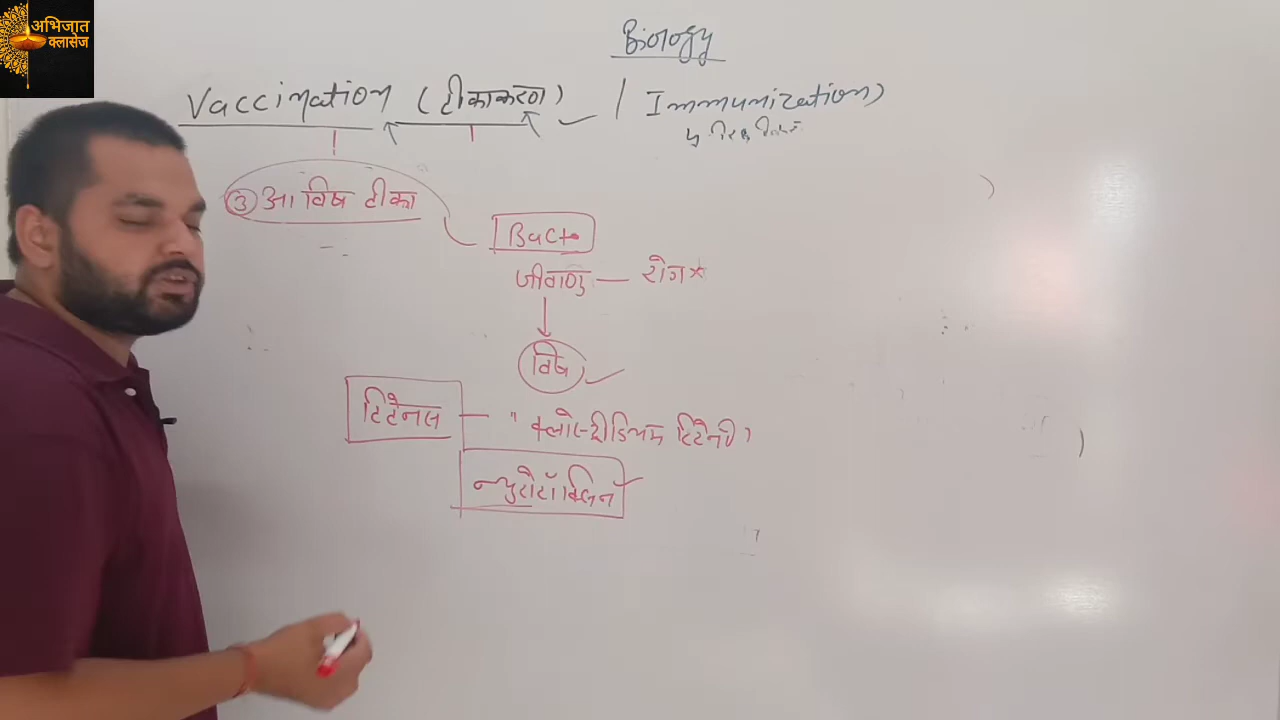 अभिजात
क्लासेज
Biology
Vaccination (टीकाकरण) / Immunization)
③ आविष टीका
Bact
जीवाणु — रोग
विष
टिटेनस — " क्लोस्ट्रीडियम टिटेनी)
न्युरोटॉक्सिन